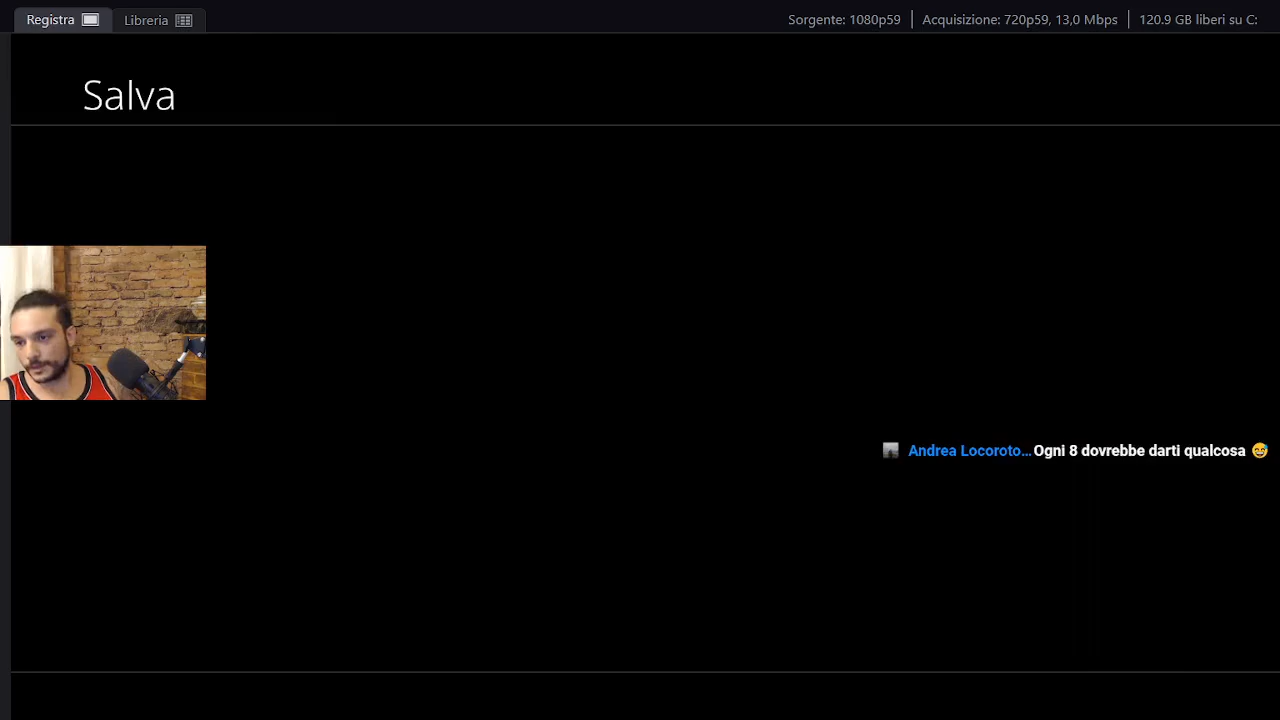 Registra
Libreria
Sorgente: 1080p59
Acquisizione: 720p59, 13,0 Mbps
120.9 GB liberi su C:
Salva
Andrea Locoroto… Ogni 8 dovrebbe darti qualcosa 😅